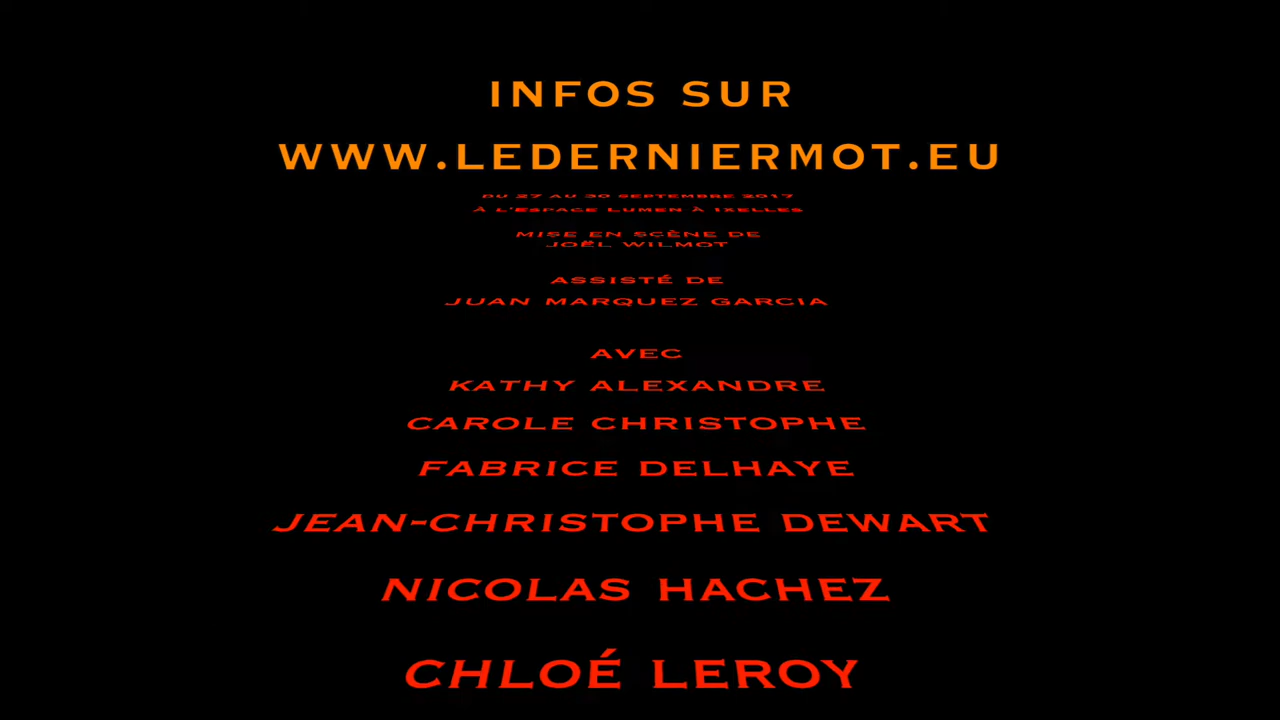 INFOS SUR
WWW.LEDERNIERMOT.EU
DU 27 AU 30 SEPTEMBRE 2017
À L'ESPACE LUMEN À IXELLES
MISE EN SCÈNE DE
JOËL WILMOT
ASSISTÉ DE
JUAN MARQUEZ GARCIA
AVEC
KATHY ALEXANDRE
CAROLE CHRISTOPHE
FABRICE DELHAYE
JEAN-CHRISTOPHE DEWART
NICOLAS HACHEZ
CHLOÉ LEROY